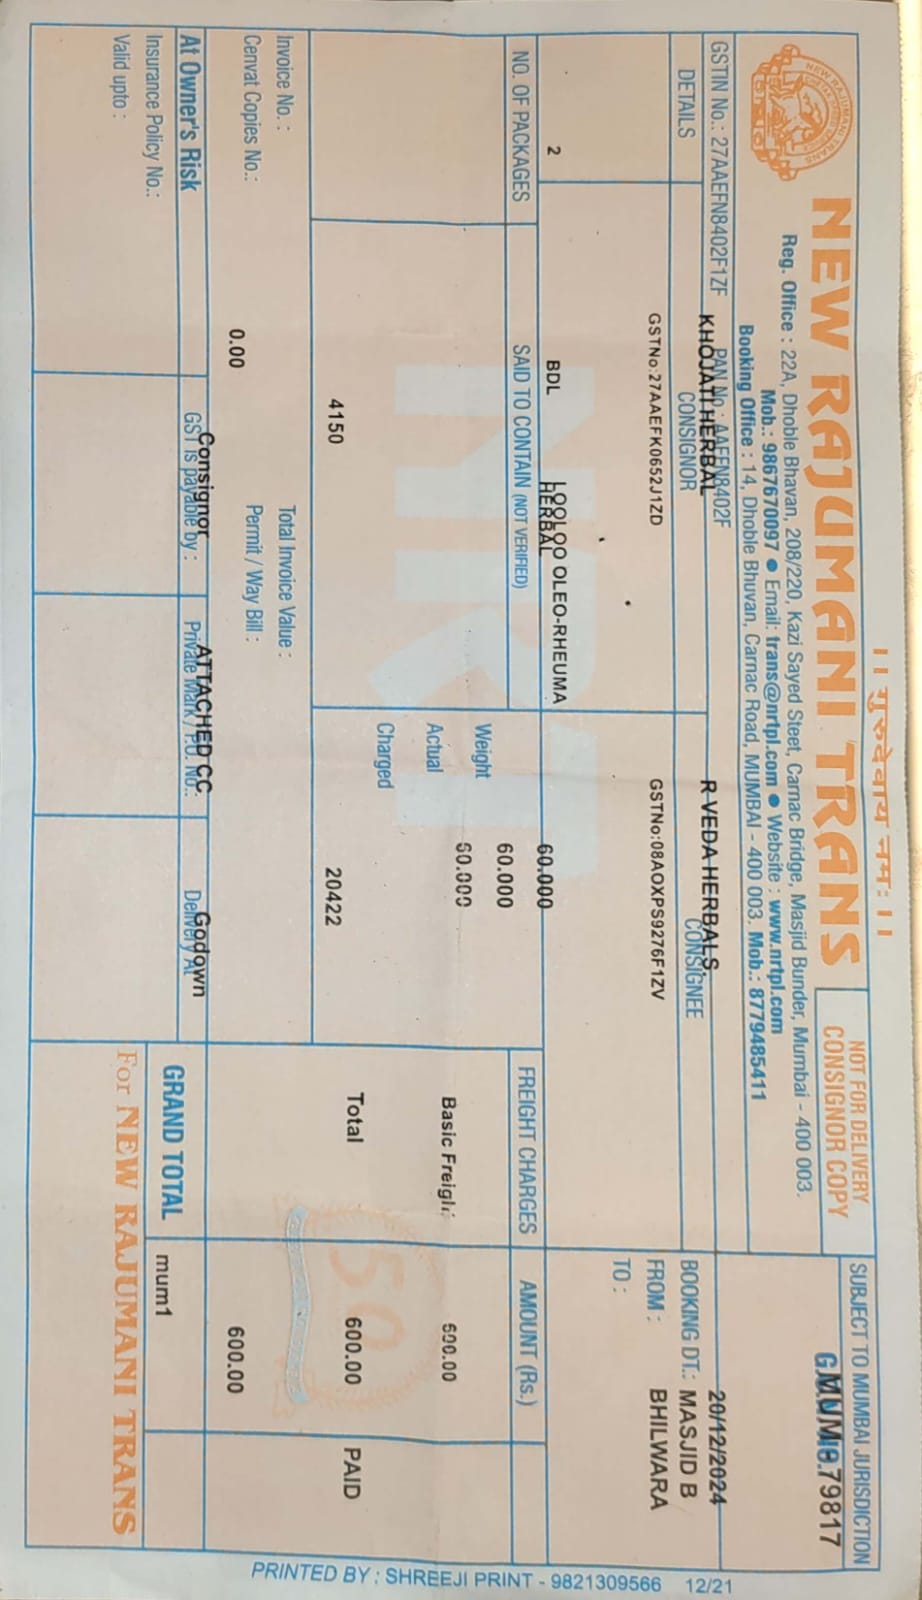 ।। गुरुदेवाय नमः ।।
NEW RAJUMANI TRANS
NOT FOR DELIVERY
CONSIGNOR COPY
SUBJECT TO MUMBAI JURISDICTION
79817
Reg. Office : 22A, Dhoble Bhavan, 208/220, Kazi Sayed Steet, Carnac Bridge, Masjid Bunder, Mumbai - 400 003.
Mob.: 9867670097 ● Email: trans@nrtpl.com ● Website : www.nrtpl.com
Booking Office : 14, Dhoble Bhuvan, Carnac Road, MUMBAI - 400 003. Mob.: 8779485411
GSTIN No.: 27AAEFN8402F1ZF PAN No.: AAEFN8402F
DETAILS
CONSIGNOR
KHOJATI HERBAL
GSTNo:27AAEFK0652J1ZD
CONSIGNEE
R VEDA HERBALS,
GSTNo:08AOXPS9276F1ZV
BOOKING DT.: 20/12/2024
FROM : MASJID B
TO : BHILWARA
NO. OF PACKAGES
SAID TO CONTAIN (NOT VERIFIED)
FREIGHT CHARGES
AMOUNT (Rs.)
2
BDL
LOOLOO OLEO-RHEUMA
HERBAL
60.000
Weight 60.000
Actual 60.000
Charged
Basic Freight
600.00
4150
20422
Total
600.00
PAID
Invoice No. :
Total Invoice Value :
Cenvat Copies No.:
0.00
Permit / Way Bill :
600.00
At Owner's Risk
GST is payable by :
Consignor
Private Mark / P.O. No.:
ATTACHED CC
Delivery At
Godown
GRAND TOTAL
mum1
Insurance Policy No.:
Valid upto :
For NEW RAJUMANI TRANS
PRINTED BY : SHREEJI PRINT - 9821309566 12/21